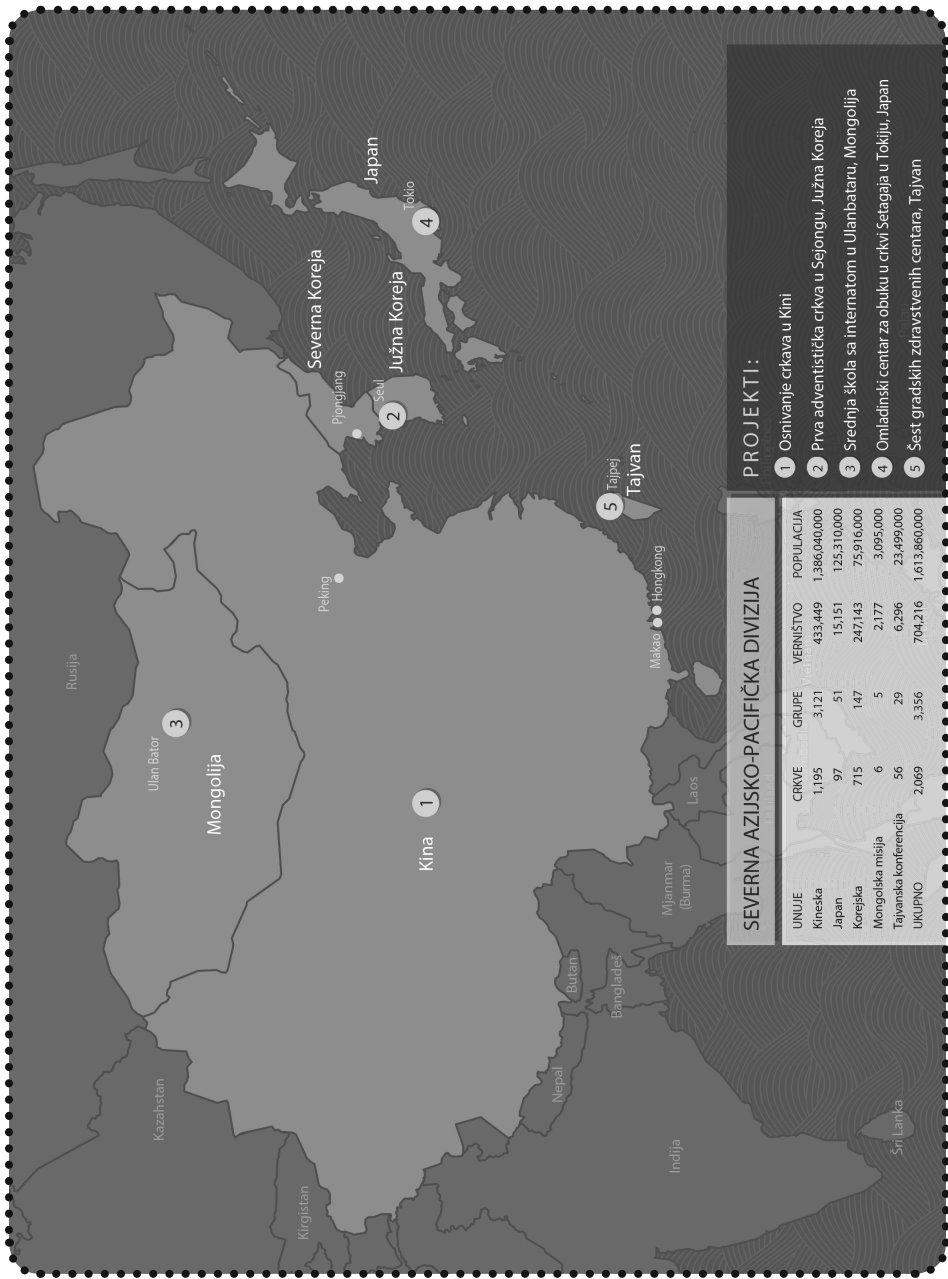 Rusija
Kazahstan
Kirgistan
Ulan Bator
3
Mongolija
Kina
1
Peking
Severna Koreja
Pjongjang
Seul
2
Južna Koreja
Japan
Tokio
4
5
Tajpej
Tajvan
Makao
Hongkong
Laos
Mjanmar
(Burma)
Butan
Bangladeš
Nepal
Indija
Šri Lanka
SEVERNA AZIJSKO-PACIFIČKA DIVIZIJA
UNUJE CRKVE GRUPE VERNIŠTVO POPULACIJA
Kineska 1,195 3,121 433,449 1,386,040,000
Japan 97 51 15,151 125,310,000
Korejska 715 147 247,143 75,916,000
Mongolska misija 6 5 2,177 3,095,000
Tajvanska konferencija 56 29 6,296 23,499,000
UKUPNO 2,069 3,356 704,216 1,613,860,000
PROJEKTI:
1 Osnivanje crkava u Kini
2 Prva adventistička crkva u Sejongu, Južna Koreja
3 Srednja škola sa internatom u Ulanbataru, Mongolija
4 Omladinski centar za obuku u crkvi Setagaja u Tokiju, Japan
5 Šest gradskih zdravstvenih centara, Tajvan